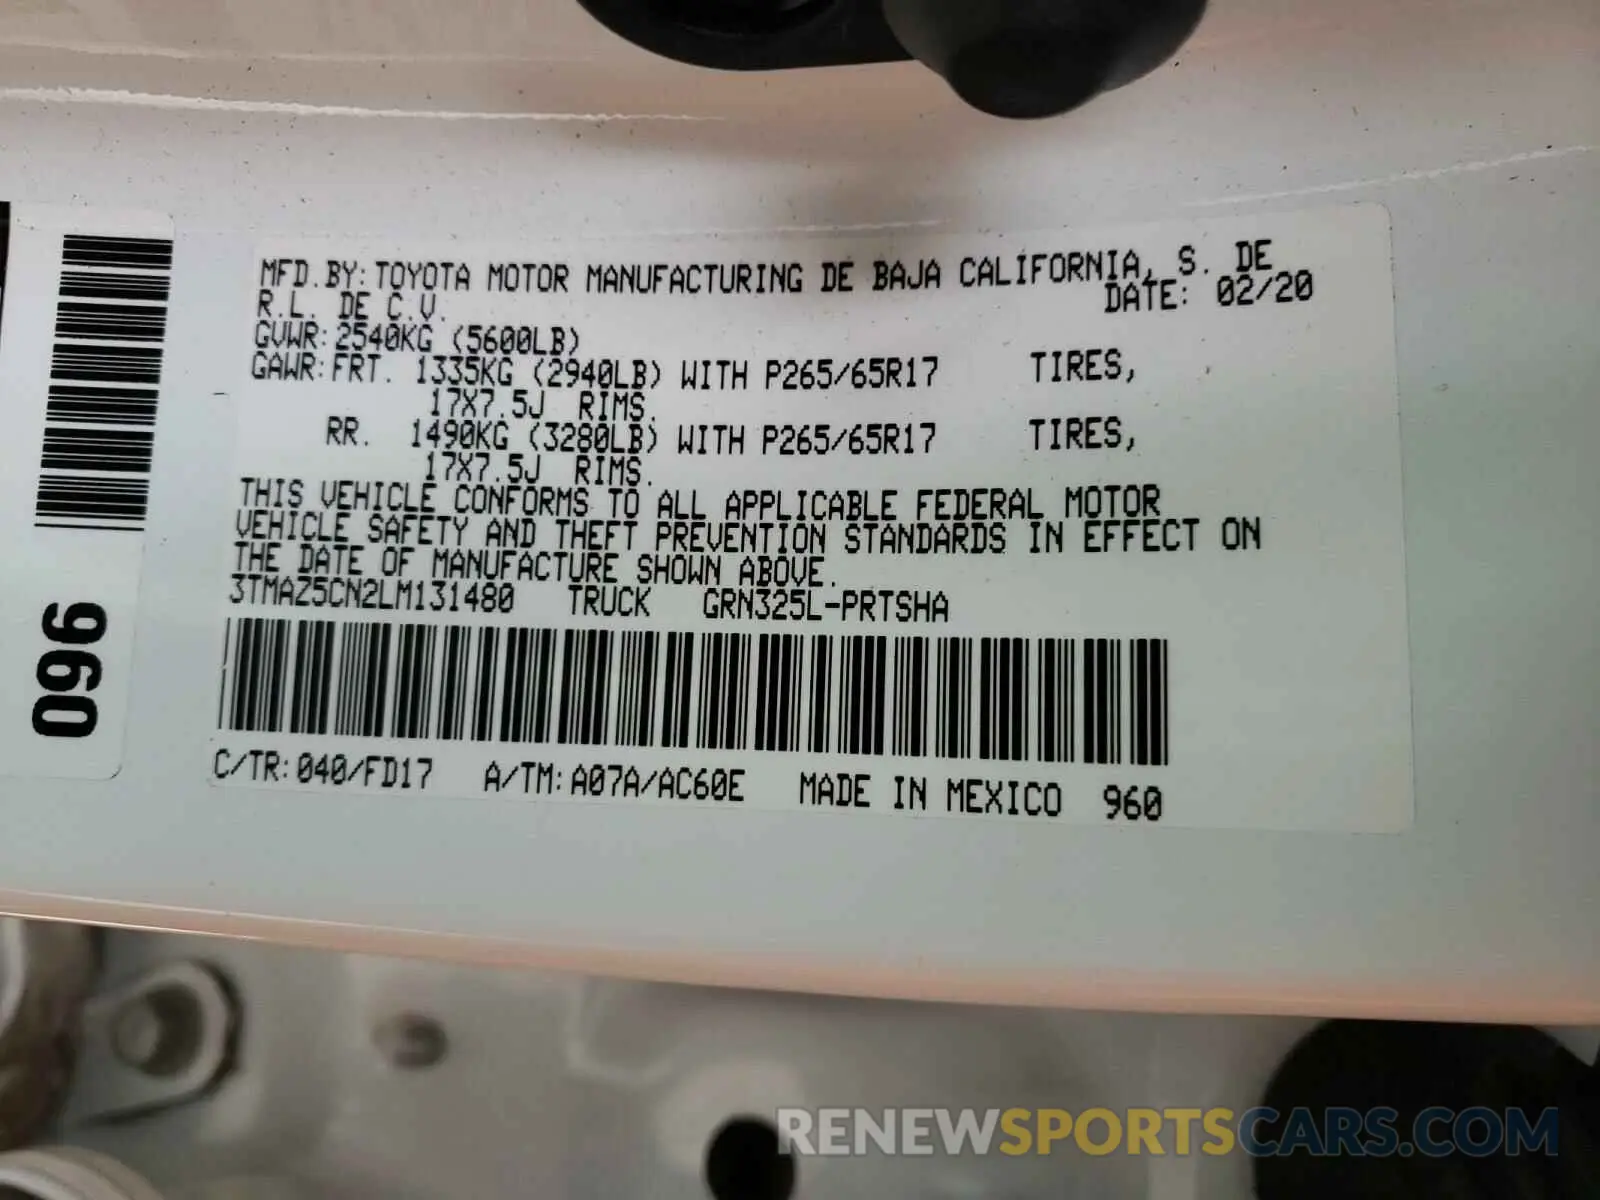 MFD.BY: TOYOTA MOTOR MANUFACTURING DE BAJA CALIFORNIA, S. DE
R.L. DE C.V. DATE: 02/20
GVWR: 2540KG (5600LB)
GAWR: FRT. 1335KG (2940LB) WITH P265/65R17 TIRES,
17X7.5J RIMS.
RR. 1490KG (3280LB) WITH P265/65R17 TIRES,
17X7.5J RIMS.
THIS VEHICLE CONFORMS TO ALL APPLICABLE FEDERAL MOTOR
VEHICLE SAFETY AND THEFT PREVENTION STANDARDS IN EFFECT ON
THE DATE OF MANUFACTURE SHOWN ABOVE.
3TMAZ5CN2LM131480 TRUCK GRN325L-PRTSHA
C/TR: 040/FD17 A/TM: A07A/AC60E MADE IN MEXICO 960
960
RENEWSPORTSCARS.COM